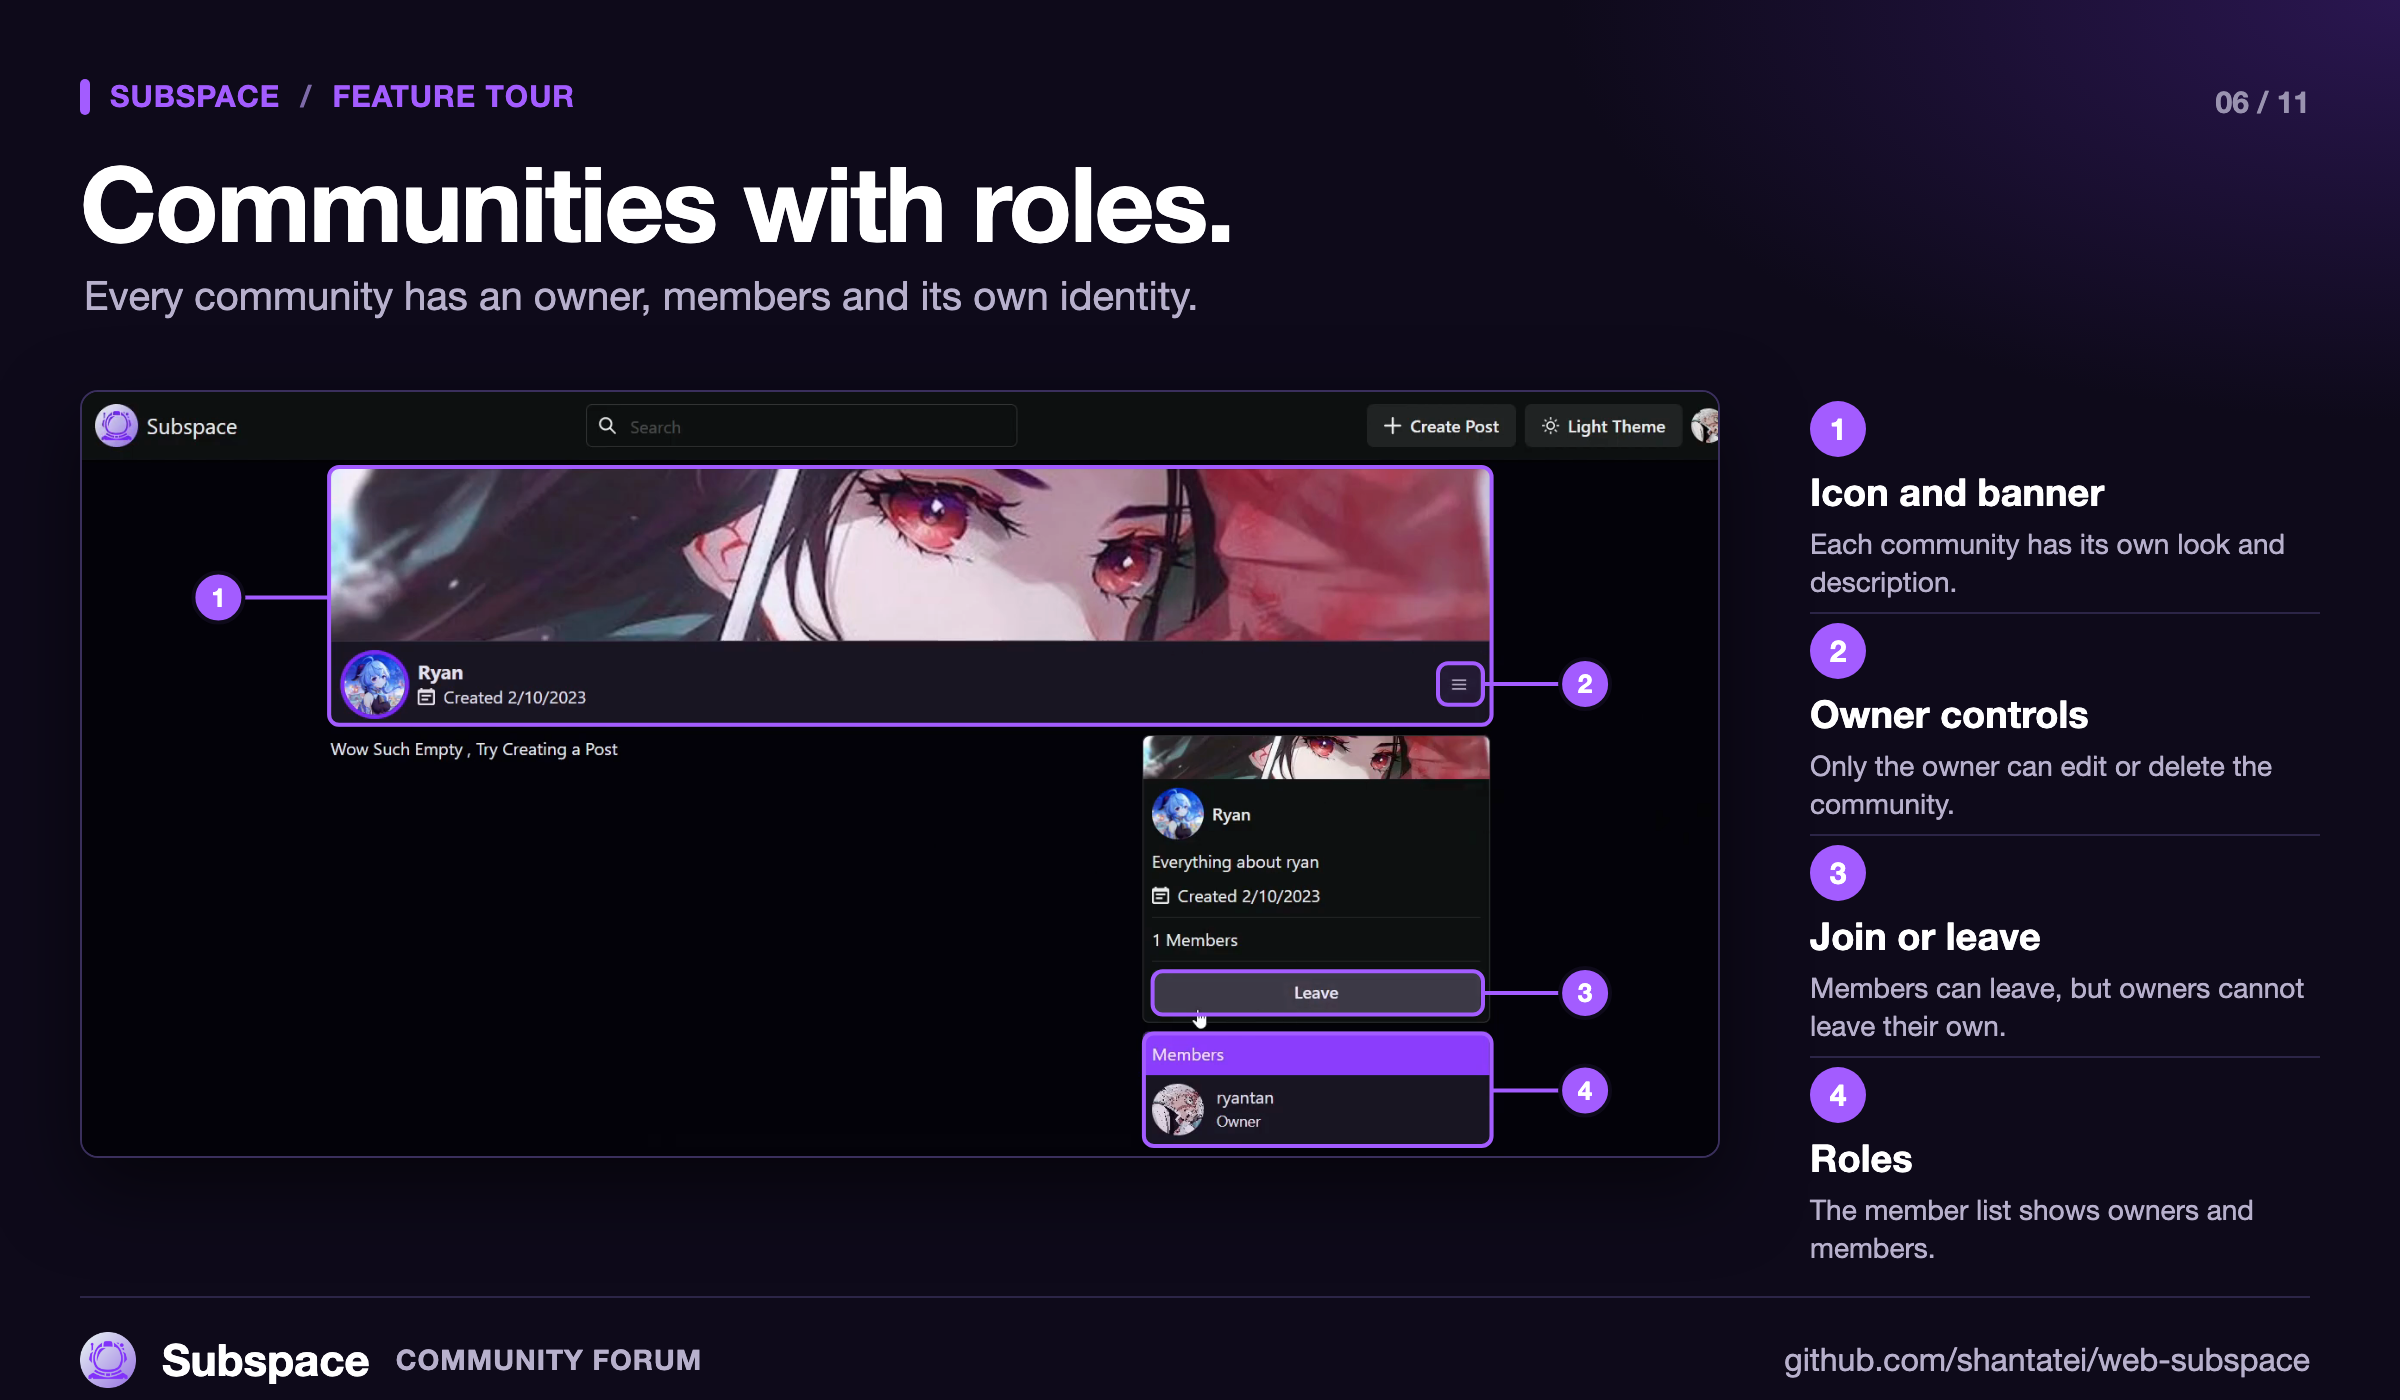 SUBSPACE / FEATURE TOUR
06 / 11
Communities with roles.
Every community has an owner, members and its own identity.
Subspace
Search
Create Post
Light Theme
1
Ryan
Created 2/10/2023
2
Wow Such Empty , Try Creating a Post
Ryan
Everything about ryan
Created 2/10/2023
1 Members
Leave
3
Members
ryantan
Owner
4
1
Icon and banner
Each community has its own look and
description.
2
Owner controls
Only the owner can edit or delete the
community.
3
Join or leave
Members can leave, but owners cannot
leave their own.
4
Roles
The member list shows owners and
members.
Subspace COMMUNITY FORUM
github.com/shantatei/web-subspace